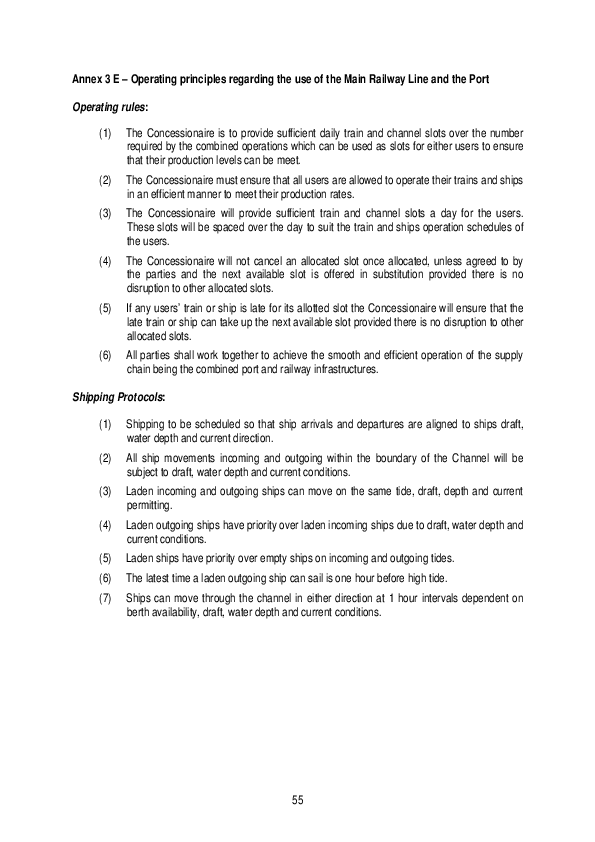 Annex 3 E – Operating principles regarding the use of the Main Railway Line and the Port
Operating rules:
(1) The Concessionaire is to provide sufficient daily train and channel slots over the number
required by the combined operations which can be used as slots for either users to ensure
that their production levels can be meet.
(2) The Concessionaire must ensure that all users are allowed to operate their trains and ships
in an efficient manner to meet their production rates.
(3) The Concessionaire will provide sufficient train and channel slots a day for the users.
These slots will be spaced over the day to suit the train and ships operation schedules of
the users.
(4) The Concessionaire will not cancel an allocated slot once allocated, unless agreed to by
the parties and the next available slot is offered in substitution provided there is no
disruption to other allocated slots.
(5) If any users' train or ship is late for its allotted slot the Concessionaire will ensure that the
late train or ship can take up the next available slot provided there is no disruption to other
allocated slots.
(6) All parties shall work together to achieve the smooth and efficient operation of the supply
chain being the combined port and railway infrastructures.
Shipping Protocols:
(1) Shipping to be scheduled so that ship arrivals and departures are aligned to ships draft,
water depth and current direction.
(2) All ship movements incoming and outgoing within the boundary of the Channel will be
subject to draft, water depth and current conditions.
(3) Laden incoming and outgoing ships can move on the same tide, draft, depth and current
permitting.
(4) Laden outgoing ships have priority over laden incoming ships due to draft, water depth and
current conditions.
(5) Laden ships have priority over empty ships on incoming and outgoing tides.
(6) The latest time a laden outgoing ship can sail is one hour before high tide.
(7) Ships can move through the channel in either direction at 1 hour intervals dependent on
berth availability, draft, water depth and current conditions.
55